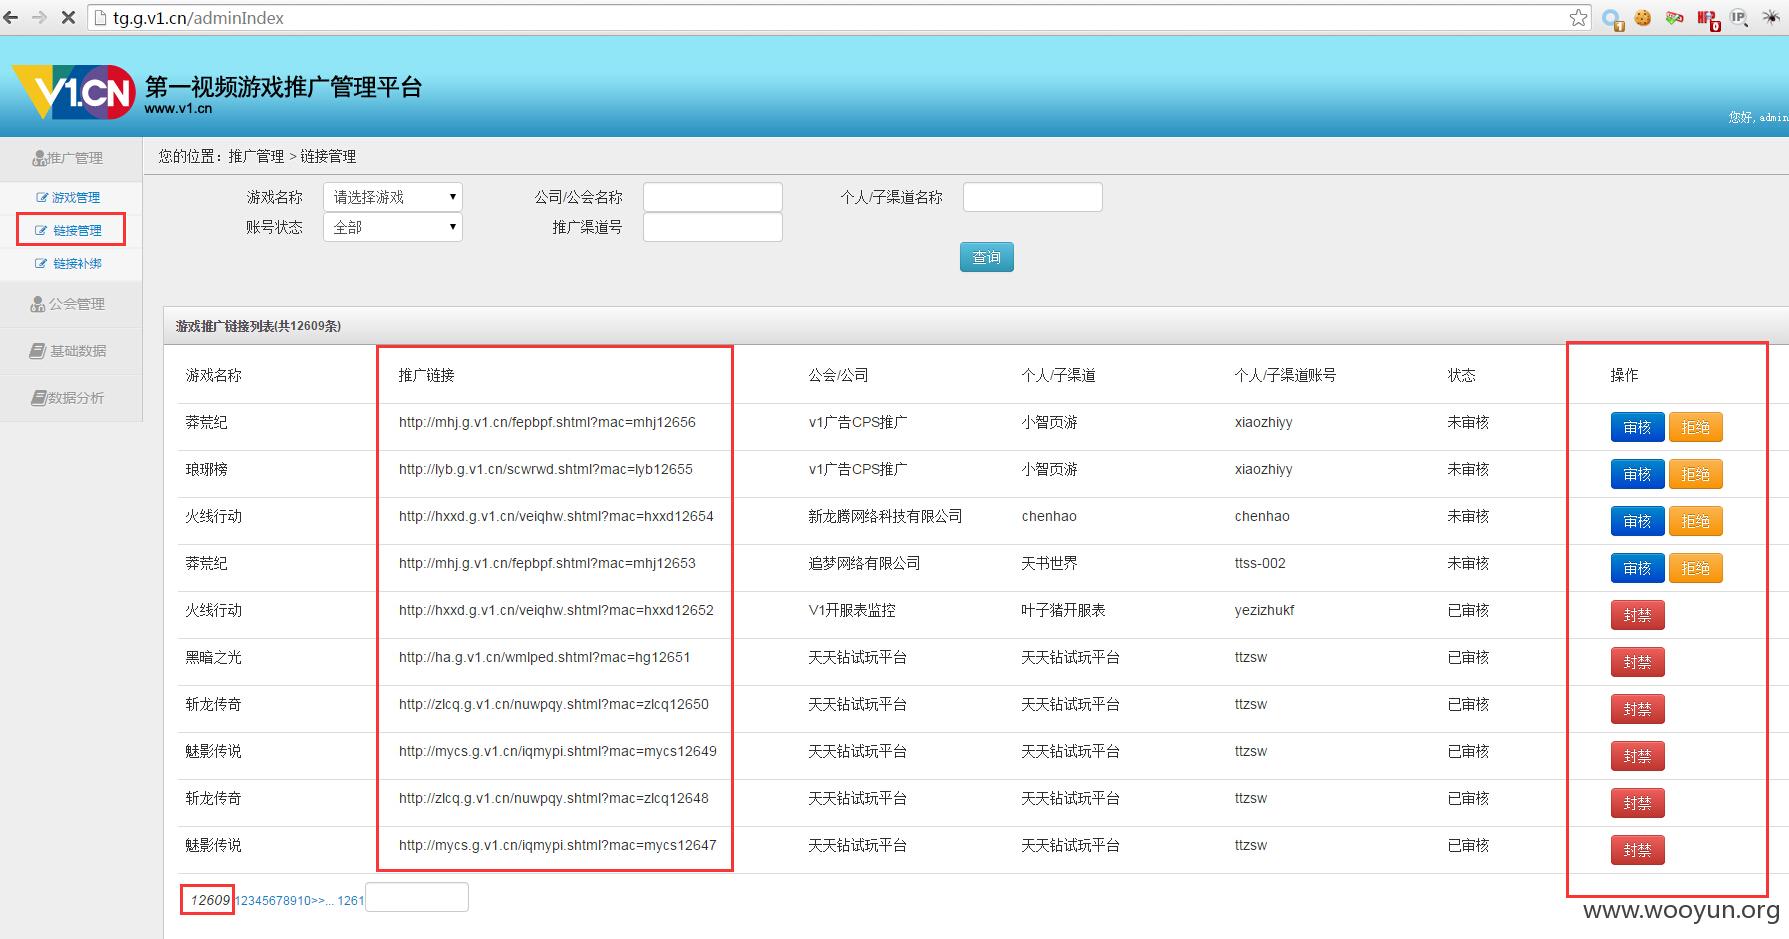 tg.g.v1.cn/adminIndex
V1.CN 第一视频游戏推广管理平台
www.v1.cn
您好,admin
推广管理
游戏管理
链接管理
链接补绑
公会管理
基础数据
数据分析
您的位置：推广管理 > 链接管理
游戏名称 请选择游戏 公司/公会名称 个人/子渠道名称
账号状态 全部 推广渠道号
查询
游戏推广链接列表(共12609条)
游戏名称 推广链接 公会/公司 个人/子渠道 个人/子渠道账号 状态 操作
莽荒纪 http://mhj.g.v1.cn/fepbpf.shtml?mac=mhj12656 v1广告CPS推广 小智页游 xiaozhiyy 未审核 审核 拒绝
琅琊榜 http://lyb.g.v1.cn/scwrwd.shtml?mac=lyb12655 v1广告CPS推广 小智页游 xiaozhiyy 未审核 审核 拒绝
火线行动 http://hxxd.g.v1.cn/veiqhw.shtml?mac=hxxd12654 新龙腾网络科技有限公司 chenhao chenhao 未审核 审核 拒绝
莽荒纪 http://mhj.g.v1.cn/fepbpf.shtml?mac=mhj12653 追梦网络有限公司 天书世界 ttss-002 未审核 审核 拒绝
火线行动 http://hxxd.g.v1.cn/veiqhw.shtml?mac=hxxd12652 V1开服表监控 叶子猪开服表 yezizhukf 已审核 封禁
黑暗之光 http://ha.g.v1.cn/wmlped.shtml?mac=hg12651 天天钻试玩平台 天天钻试玩平台 ttzsw 已审核 封禁
斩龙传奇 http://zlcq.g.v1.cn/nuwpqy.shtml?mac=zlcq12650 天天钻试玩平台 天天钻试玩平台 ttzsw 已审核 封禁
魅影传说 http://mycs.g.v1.cn/iqmypi.shtml?mac=mycs12649 天天钻试玩平台 天天钻试玩平台 ttzsw 已审核 封禁
斩龙传奇 http://zlcq.g.v1.cn/nuwpqy.shtml?mac=zlcq12648 天天钻试玩平台 天天钻试玩平台 ttzsw 已审核 封禁
魅影传说 http://mycs.g.v1.cn/iqmypi.shtml?mac=mycs12647 天天钻试玩平台 天天钻试玩平台 ttzsw 已审核 封禁
12609 12345678910>>... 1261
www.wooyun.org